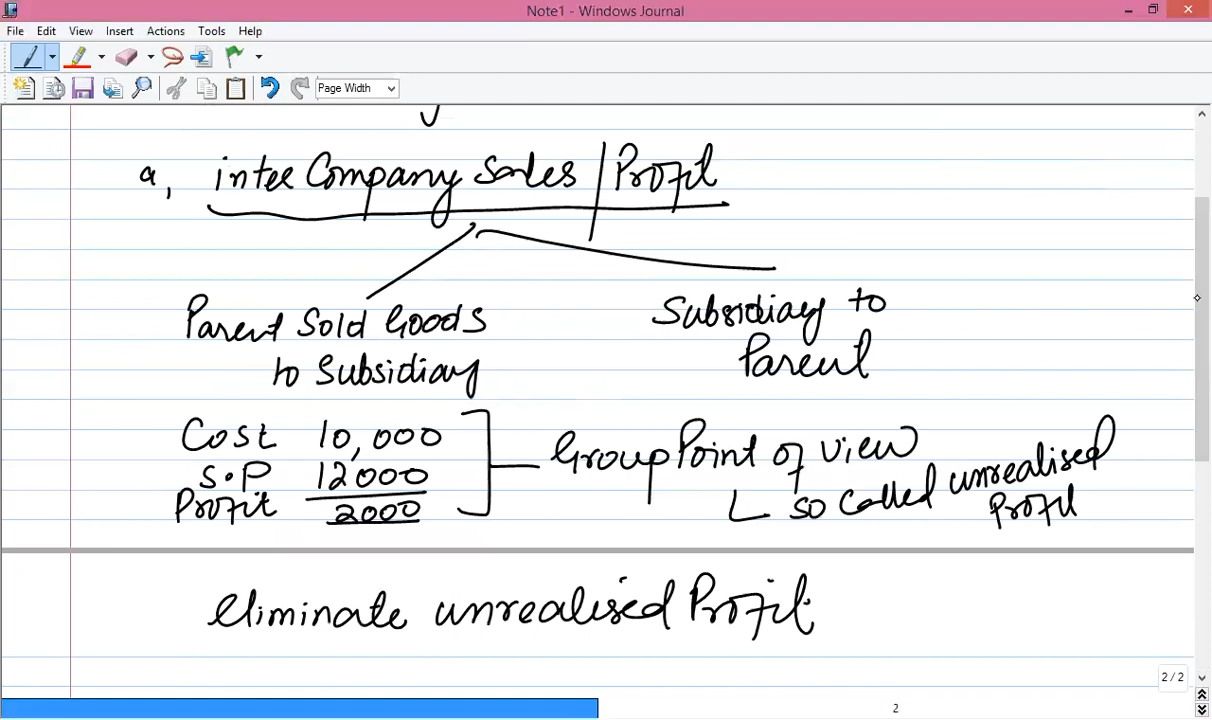 Note1 - Windows Journal
File Edit View Insert Actions Tools Help
Page Width
a, inter Company Sales / Profit
Parent Sold Goods
to Subsidiary
Subsidiary to
Parent
Cost 10,000
S.P 12000
Profit 2000
Group Point of view
so Called unrealised
Profit
eliminate unrealised Profit
2 / 2
2